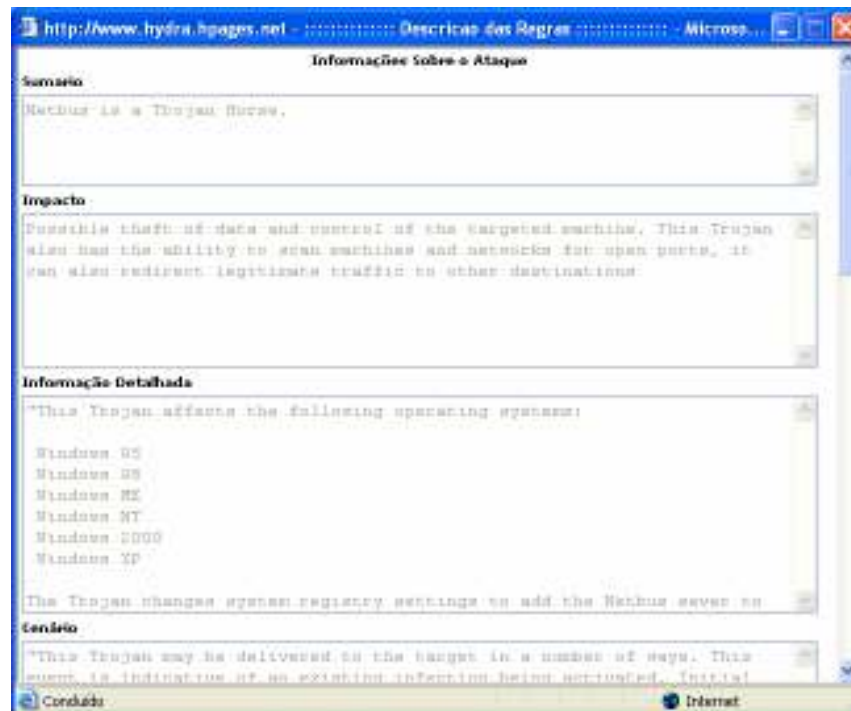 http://www.hydra.hpages.net - :::::::::::::: Descricao das Regras :::::::::::::: - Microso...
Informações Sobre o Ataque
Sumario
Netbus is a Trojan Horse.
Impacto
Possible theft of data and control of the targeted machine. This Trojan
also has the ability to scan machines and networks for open ports, it
can also redirect legitimate traffic to other destinations
Informação Detalhada
"This Trojan affects the following operating systems:
Windows 95
Windows 98
Windows ME
Windows NT
Windows 2000
Windows XP
The Trojan changes system registry settings to add the Netbus sever to
Cenário
"This Trojan may be delivered to the target in a number of ways. This
event is indicative of an existing infection being activated. Initial
Concluído
Internet